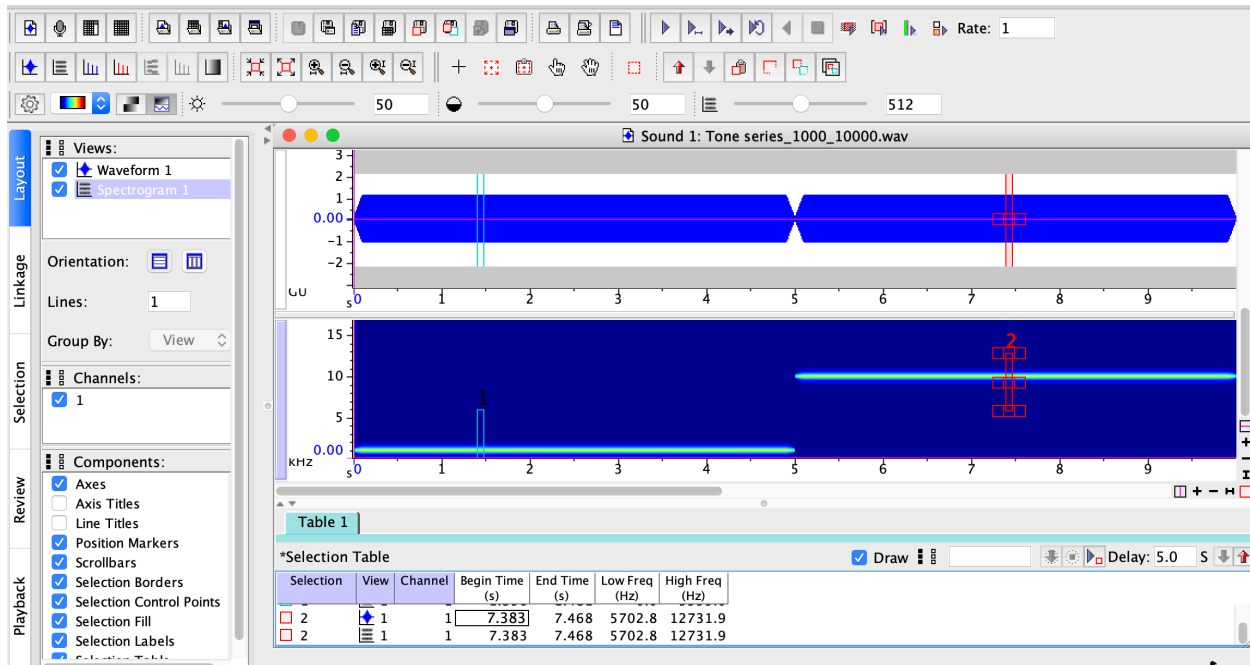 Rate: 1
50
50
512
Layout
Linkage
Selection
Review
Playback
Views:
Waveform 1
Spectrogram 1
Orientation:
Lines: 1
Group By: View
Channels:
1
Components:
Axes
Axis Titles
Line Titles
Position Markers
Scrollbars
Selection Borders
Selection Control Points
Selection Fill
Selection Labels
Sound 1: Tone series_1000_10000.wav
3
2
1
0.00
-1
-2
s 0 1 2 3 4 5 6 7 8 9
15
10
5
0.00
kHz
1
2
s 0 1 2 3 4 5 6 7 8 9
Table 1
*Selection Table
Draw
Delay: 5.0 S
Selection View Channel Begin Time (s) End Time (s) Low Freq (Hz) High Freq (Hz)
2 1 1 7.383 7.468 5702.8 12731.9
2 1 1 7.383 7.468 5702.8 12731.9